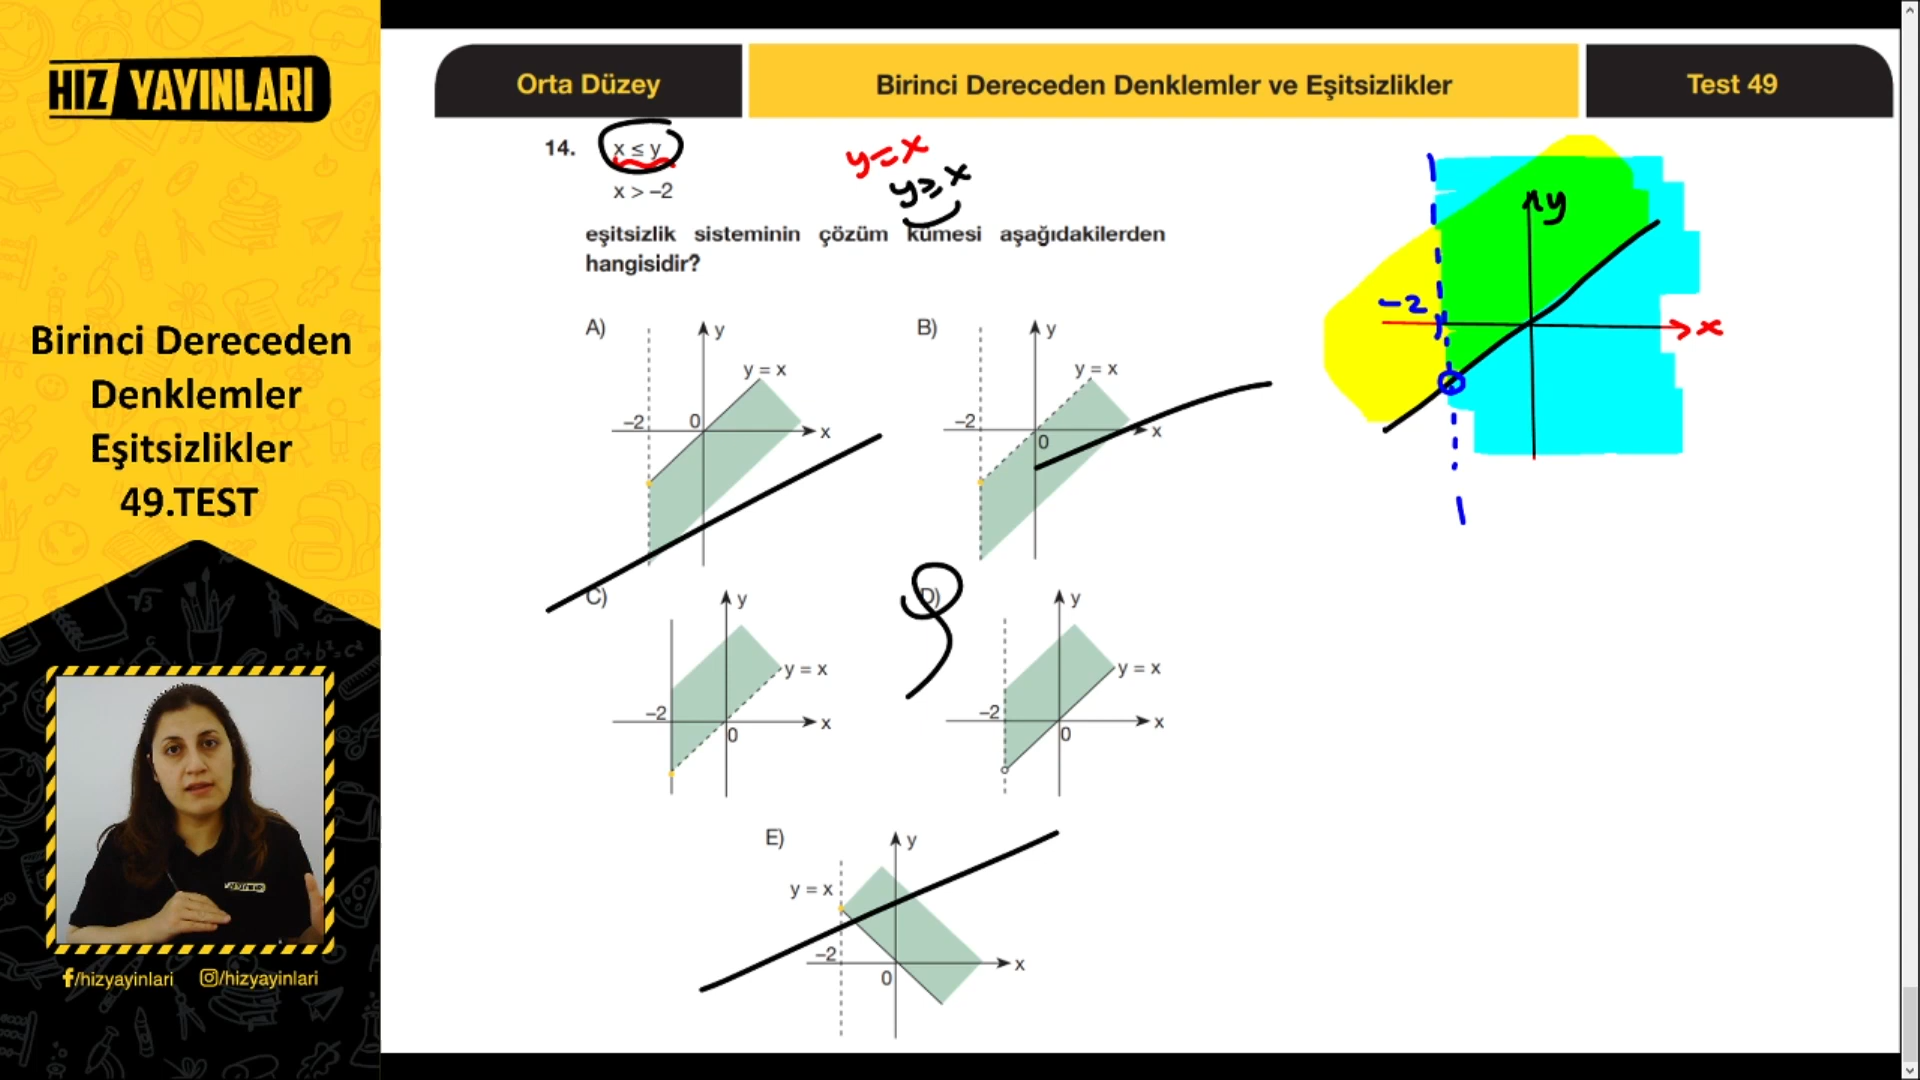 HIZ YAYINLARI
Birinci Dereceden
Denklemler
Eşitsizlikler
49.TEST
/hizyayinlari /hizyayinlari
Orta Düzey
Birinci Dereceden Denklemler ve Eşitsizlikler
Test 49
14. x ≤ y
x > –2
y=x
y≥x
eşitsizlik sisteminin çözüm kümesi aşağıdakilerden
hangisidir?
y
-2
x
A) y
y = x
–2 0 x
B) y
y = x
–2 0 x
C) y
y = x
–2 0 x
D) y
y = x
–2 0 x
E) y
y = x
–2 0 x